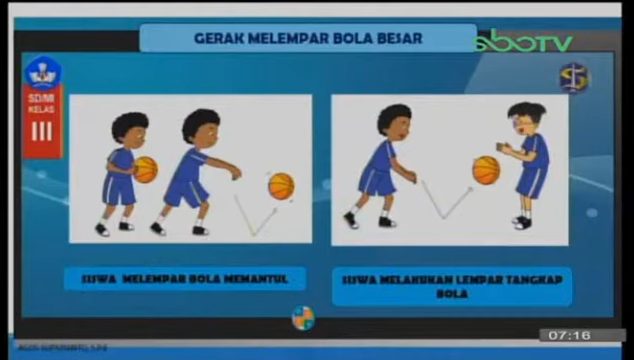 GERAK MELEMPAR BOLA BESAR
sboTV
SD/MI
KELAS
III
SISWA MELEMPAR BOLA MEMANTUL
SISWA MELAKUKAN LEMPAR TANGKAP
BOLA
07:16